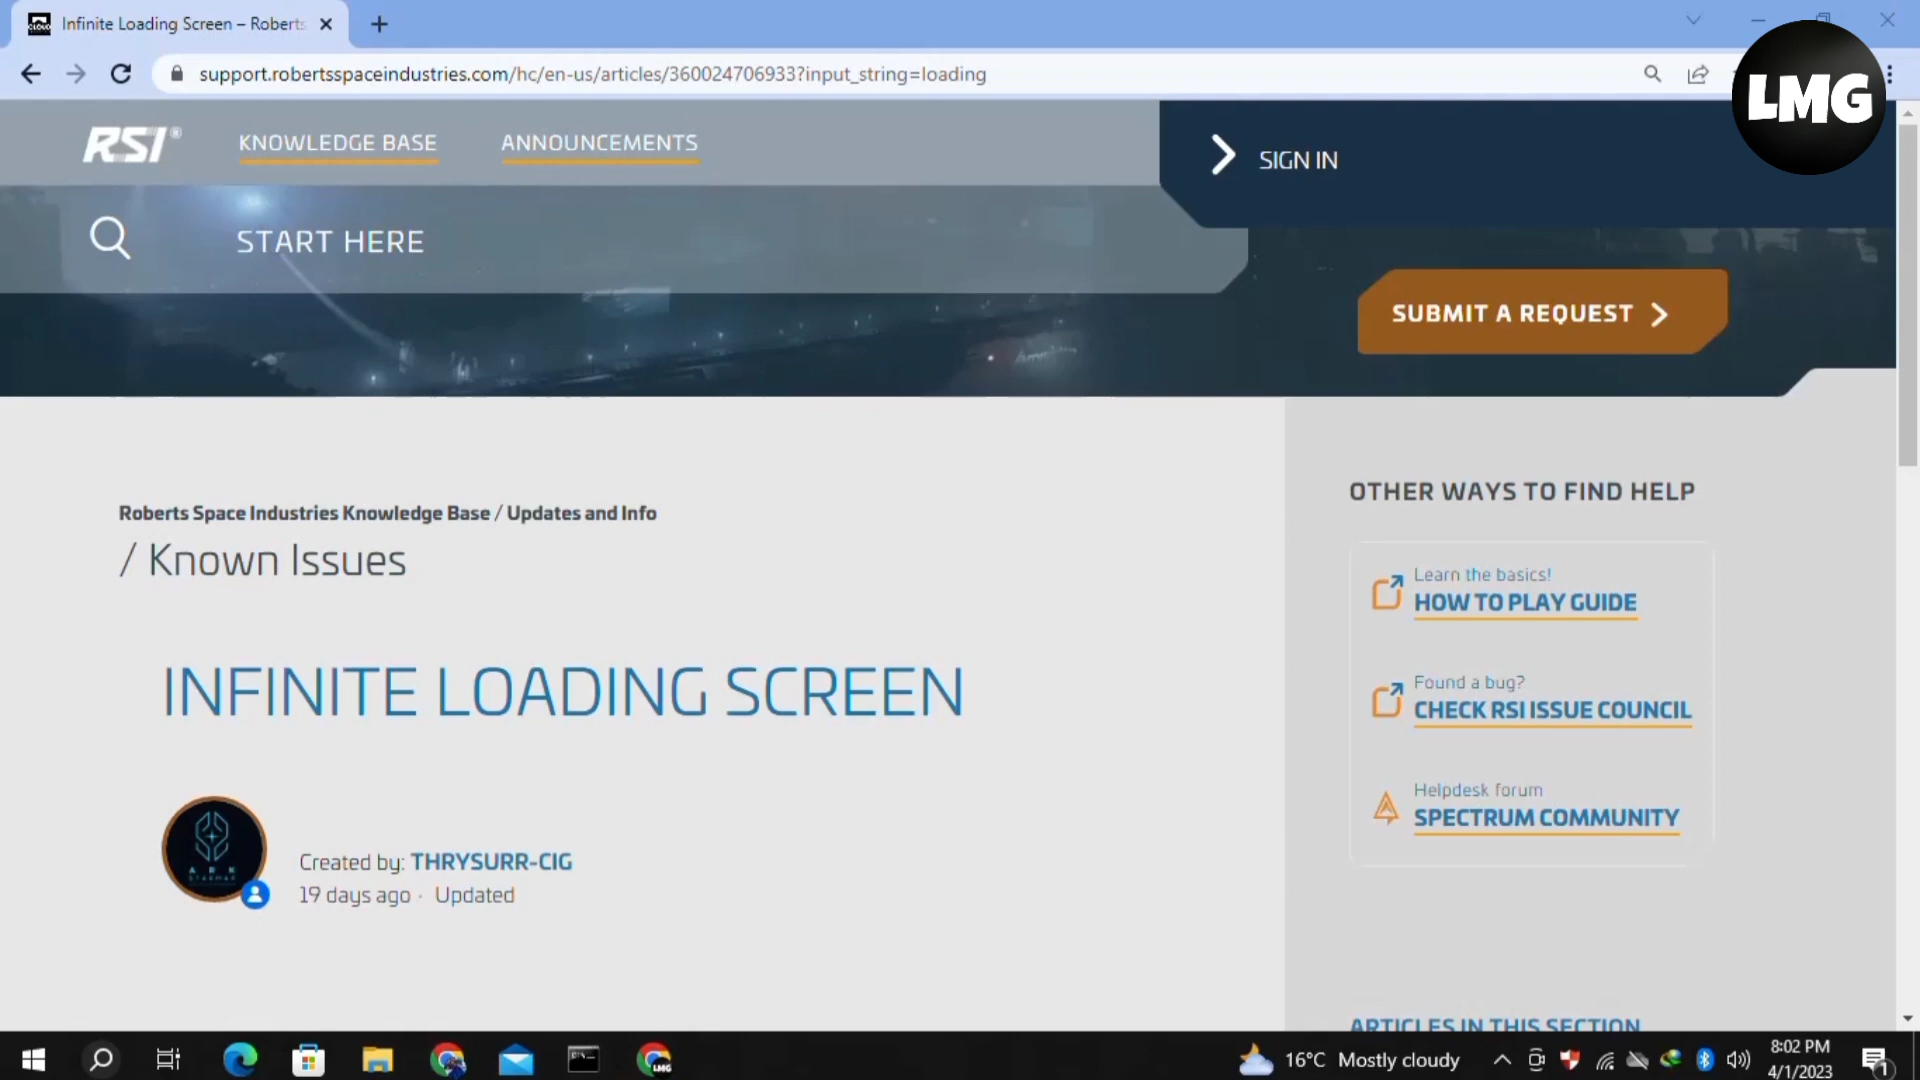 Infinite Loading Screen – Roberts
support.robertsspaceindustries.com/hc/en-us/articles/360024706933?input_string=loading
LMG
RSI®
KNOWLEDGE BASE
ANNOUNCEMENTS
SIGN IN
START HERE
SUBMIT A REQUEST
Roberts Space Industries Knowledge Base / Updates and Info
/ Known Issues
INFINITE LOADING SCREEN
Created by: THRYSURR-CIG
19 days ago · Updated
OTHER WAYS TO FIND HELP
Learn the basics!
HOW TO PLAY GUIDE
Found a bug?
CHECK RSI ISSUE COUNCIL
Helpdesk forum
SPECTRUM COMMUNITY
ARTICLES IN THIS SECTION
16°C Mostly cloudy
8:02 PM
4/1/2023
1